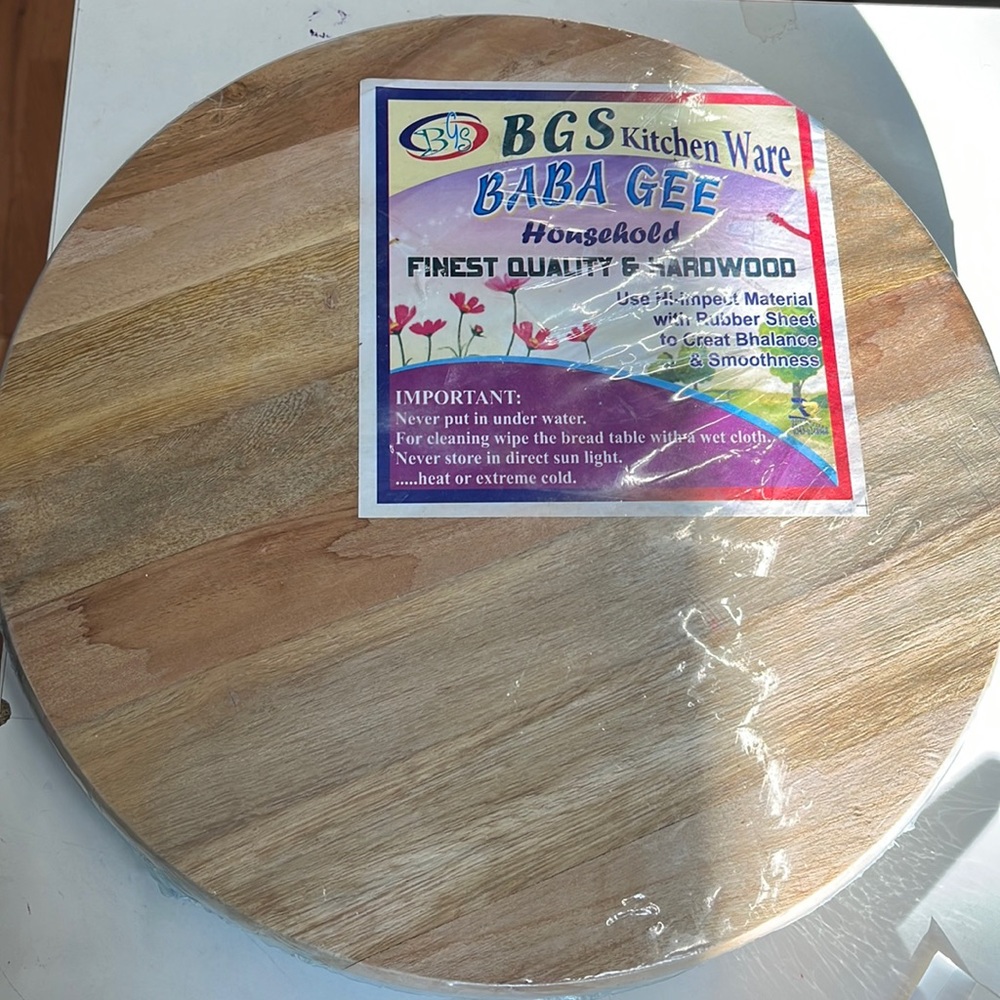 BGS
BGS Kitchen Ware
BABA GEE
Household
FINEST QUALITY & HARDWOOD
Use Hi-Impect Material
with Rubber Sheet
to Creat Bhalance
& Smoothness
IMPORTANT:
Never put in under water.
For cleaning wipe the bread table with a wet cloth.
Never store in direct sun light.
.....heat or extreme cold.